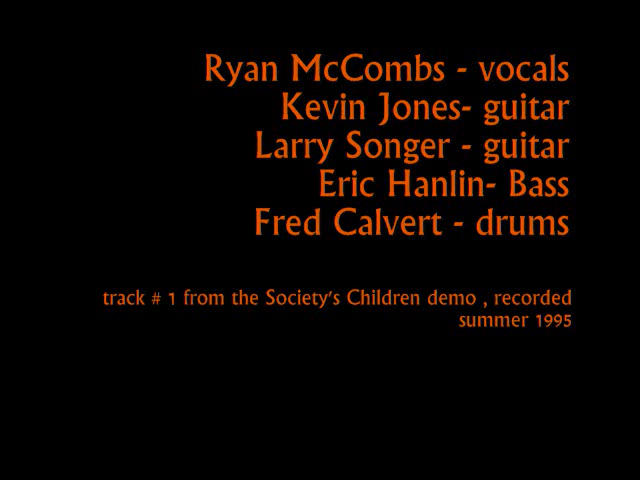 Ryan McCombs - vocals
Kevin Jones- guitar
Larry Songer - guitar
Eric Hanlin- Bass
Fred Calvert - drums
track # 1 from the Society's Children demo , recorded
summer 1995